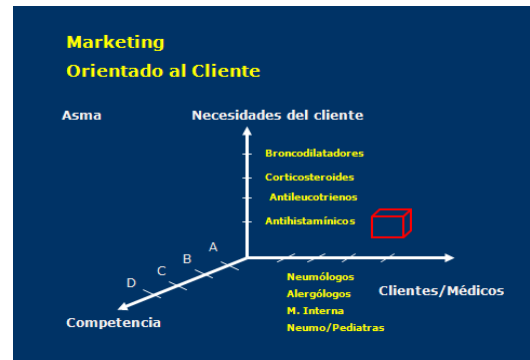 Marketing
Orientado al Cliente
Asma
Necesidades del cliente
Broncodilatadores
Corticosteroides
Antileucotrienos
Antihistamínicos
A
B
C
D
Neumólogos
Alergólogos
M. Interna
Neumo/Pediatras
Clientes/Médicos
Competencia